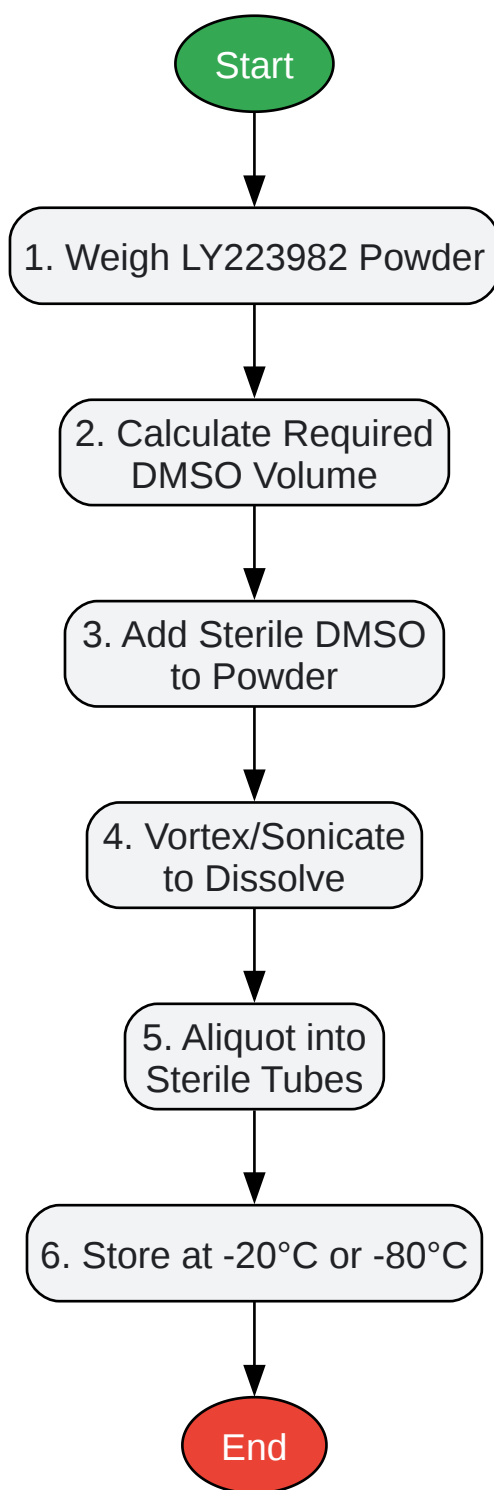 Start
1. Weigh LY223982 Powder
2. Calculate Required
DMSO Volume
3. Add Sterile DMSO
to Powder
4. Vortex/Sonicate
to Dissolve
5. Aliquot into
Sterile Tubes
6. Store at -20°C or -80°C
End